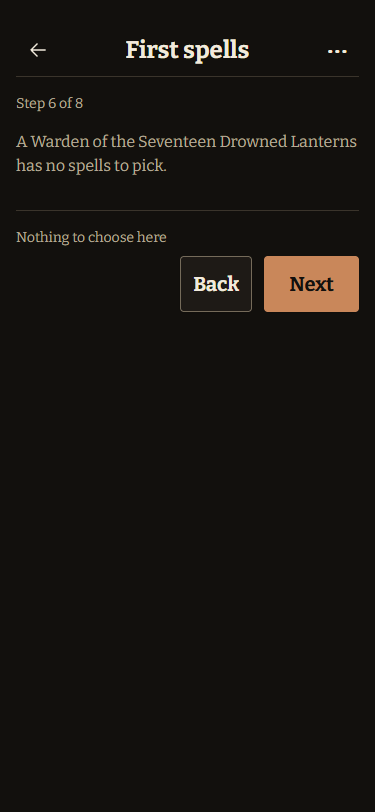 First spells
Step 6 of 8
A Warden of the Seventeen Drowned Lanterns
has no spells to pick.
Nothing to choose here
Back
Next